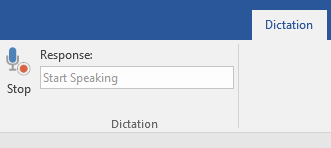 Dictation
Response:
Start Speaking
Stop
Dictation